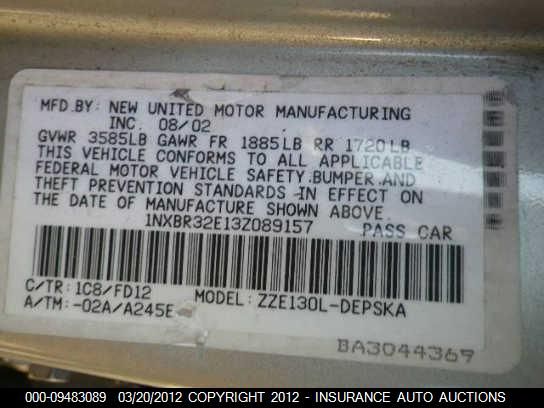 MFD.BY: NEW UNITED MOTOR MANUFACTURING
INC. 08/02
GVWR 3585LB GAWR FR 1885LB RR 1720LB
THIS VEHICLE CONFORMS TO ALL APPLICABLE
FEDERAL MOTOR VEHICLE SAFETY.BUMPER.AND
THEFT PREVENTION STANDARDS IN EFFECT ON
THE DATE OF MANUFACTURE SHOWN ABOVE.
1NXBR32E13Z089157 PASS CAR
C/TR:1C8/FD12
A/TM:-02A/A245E MODEL:ZZE130L-DEPSKA
BA3044369
000-09483089 03/20/2012 COPYRIGHT 2012 - INSURANCE AUTO AUCTIONS